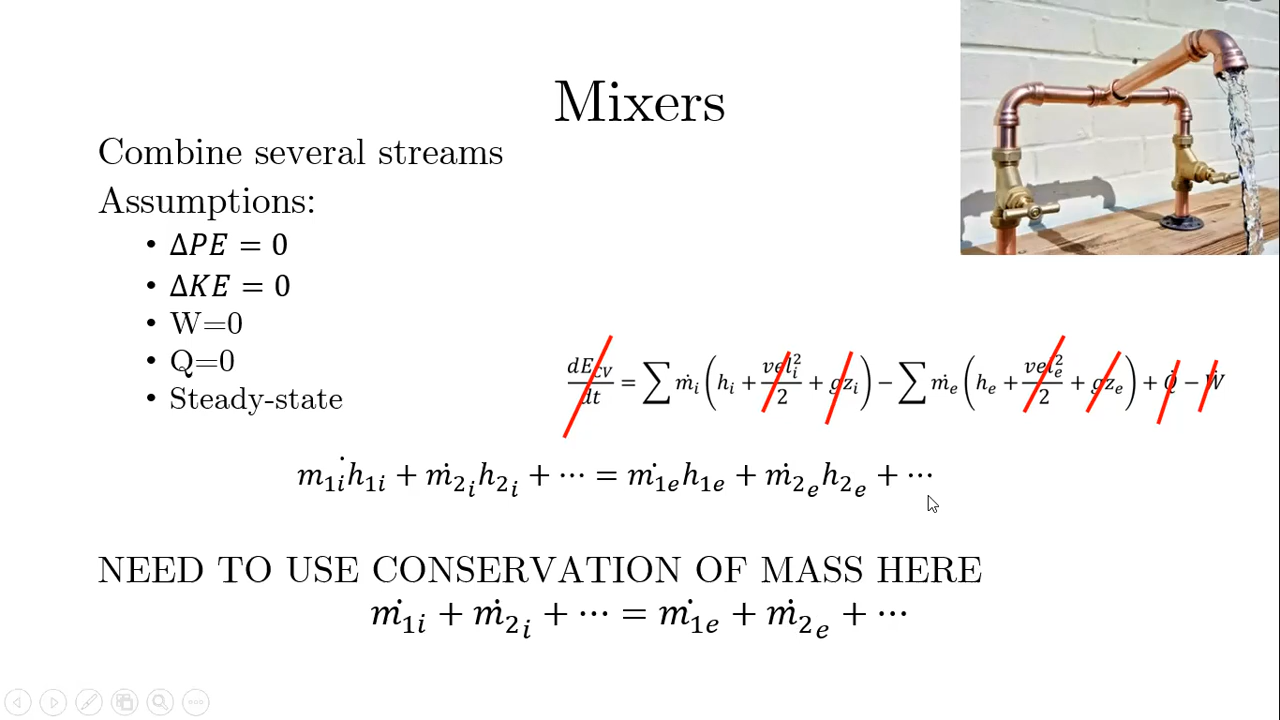 Mixers
Combine several streams
Assumptions:
• ΔPE = 0
• ΔKE = 0
• W=0
• Q=0
• Steady-state
dE_CV/dt = ∑ ṁ_i (h_i + vel_i²/2 + gz_i) − ∑ ṁ_e (h_e + vel_e²/2 + gz_e) + Q̇ − Ẇ
ṁ_1i h_1i + ṁ_2i h_2i + ⋯ = ṁ_1e h_1e + ṁ_2e h_2e + ⋯
NEED TO USE CONSERVATION OF MASS HERE
ṁ_1i + ṁ_2i + ⋯ = ṁ_1e + ṁ_2e + ⋯